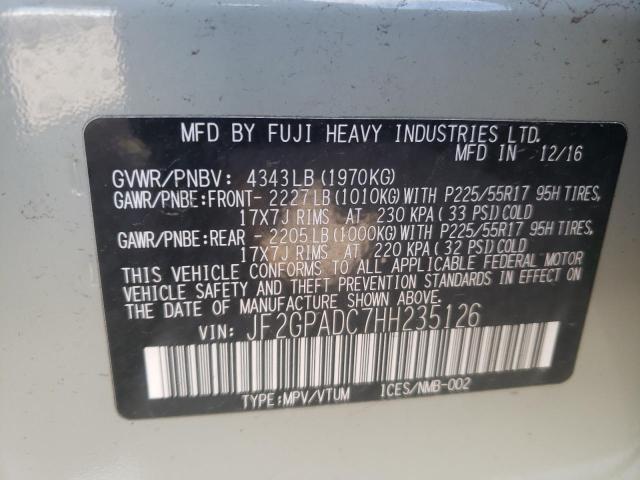 MFD BY FUJI HEAVY INDUSTRIES LTD.
MFD IN 12/16
GVWR/PNBV: 4343LB (1970KG)
GAWR/PNBE:FRONT- 2227LB (1010KG) WITH P225/55R17 95H TIRES,
17X7J RIMS AT 230 KPA (33 PSI) COLD
GAWR/PNBE:REAR - 2205LB (1000KG) WITH P225/55R17 95H TIRES,
17X7J RIMS AT 220 KPA (32 PSI) COLD
THIS VEHICLE CONFORMS TO ALL APPLICABLE FEDERAL MOTOR
VEHICLE SAFETY AND THEFT PREVENTION STANDARDS IN EFFECT ON
THE DATE OF MANUFACTURE SHOWN ABOVE.
VIN: JF2GPADC7HH235126
TYPE:MPV/VTUM ICES/NMB-002